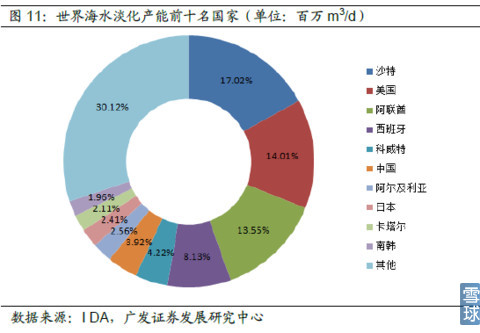 图 11：世界海水淡化产能前十名国家（单位：百万 m³/d）
17.02%
14.01%
13.55%
8.13%
4.22%
3.92%
2.56%
2.41%
2.11%
1.96%
30.12%
沙特
美国
阿联酋
西班牙
科威特
中国
阿尔及利亚
日本
卡塔尔
南韩
其他
数据来源：IDA，广发证券发展研究中心
雪球